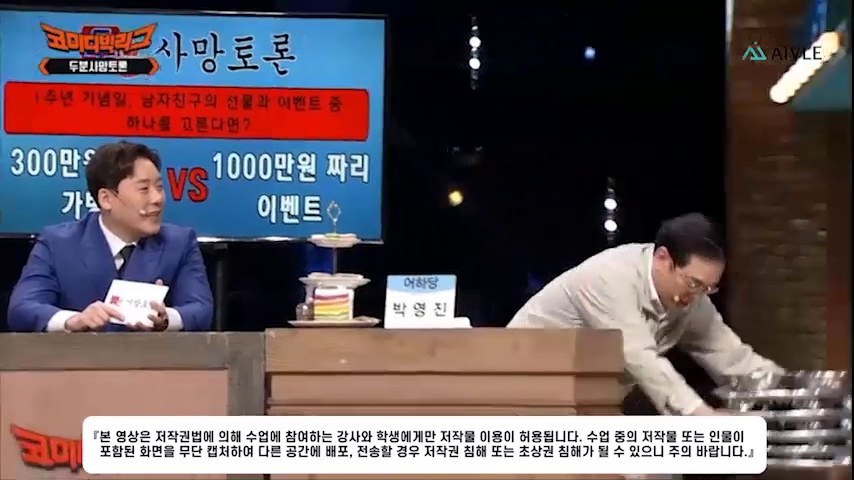 코미디빅리그
두분사망토론
사망토론
AIVLE
1주년 기념일, 남자친구의 선물과 이벤트 중
하나를 고른다면?
300만원
VS
1000만원 짜리
이벤트
어하당
박영진
『본 영상은 저작권법에 의해 수업에 참여하는 강사와 학생에게만 저작물 이용이 허용됩니다. 수업 중의 저작물 또는 인물이
포함된 화면을 무단 캡처하여 다른 공간에 배포, 전송할 경우 저작권 침해 또는 초상권 침해가 될 수 있으니 주의 바랍니다.』